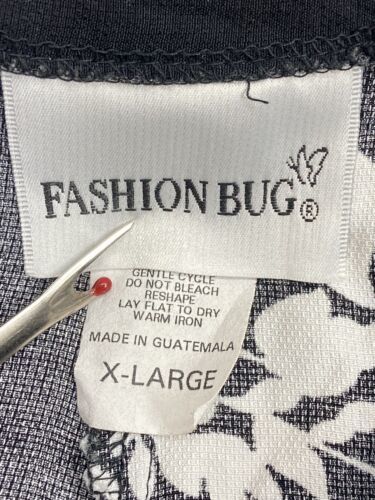 FASHION BUG®
GENTLE CYCLE
DO NOT BLEACH
RESHAPE
LAY FLAT TO DRY
WARM IRON
MADE IN GUATEMALA
X-LARGE